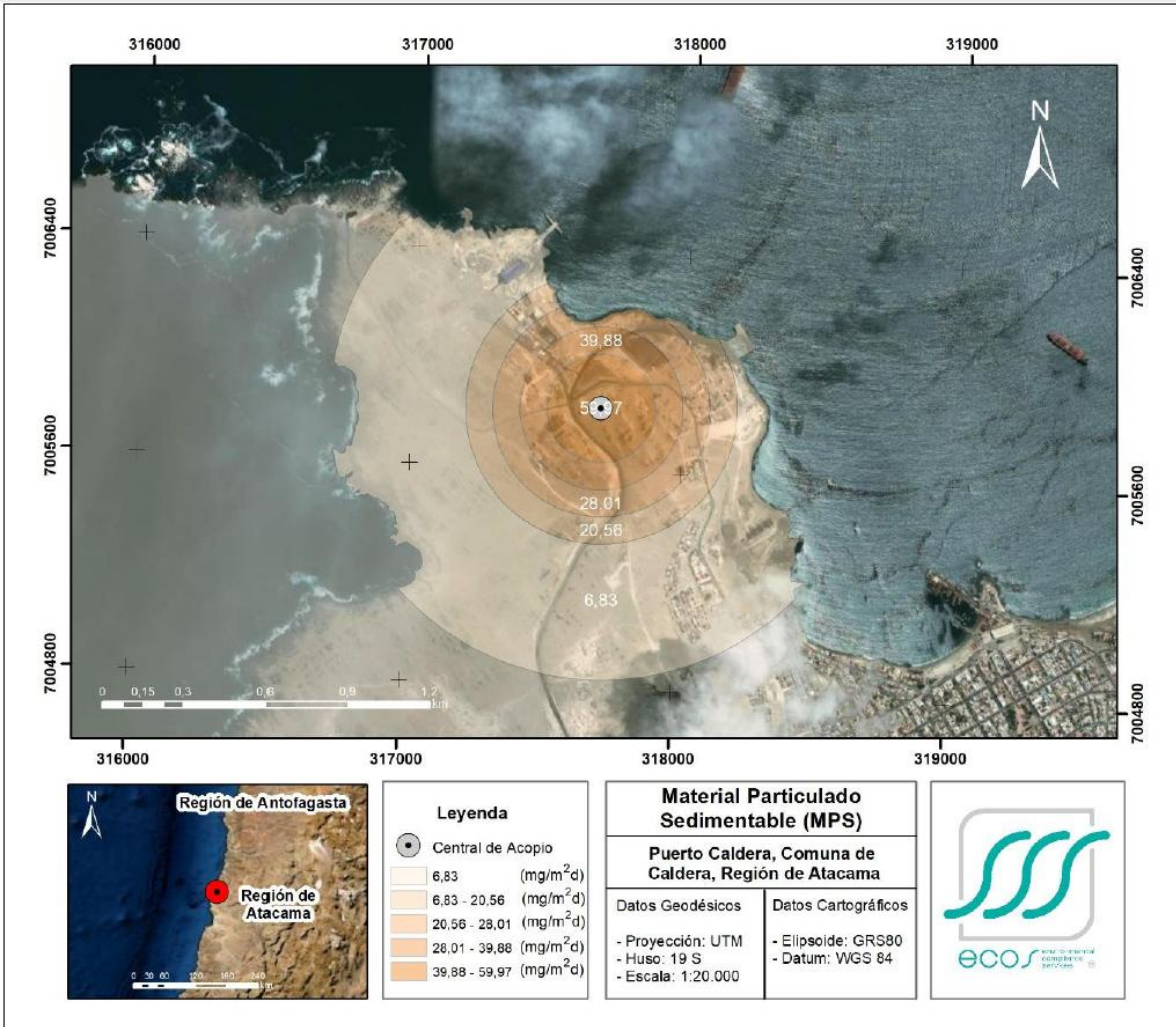 316000 317000 318000 319000
N
7006400
7006400
39,88
59,97
7005600
7005600
28,01
20,56
6,83
7004800
7004800
0 0,15 0,3 0,6 0,9 1,2
km
316000 317000 318000 319000
N
Región de Antofagasta
Región de
Atacama
0 30 60 120 180 240
km
Leyenda
Central de Acopio
6,83 (mg/m²d)
6,83 - 20,56 (mg/m²d)
20,56 - 28,01 (mg/m²d)
28,01 - 39,88 (mg/m²d)
39,88 - 59,97 (mg/m²d)
Material Particulado
Sedimentable (MPS)
Puerto Caldera, Comuna de
Caldera, Región de Atacama
Datos Geodésicos
- Proyección: UTM
- Huso: 19 S
- Escala: 1:20.000
Datos Cartográficos
- Elipsoide: GRS80
- Datum: WGS 84
ecos
environmental
compliance
services
®